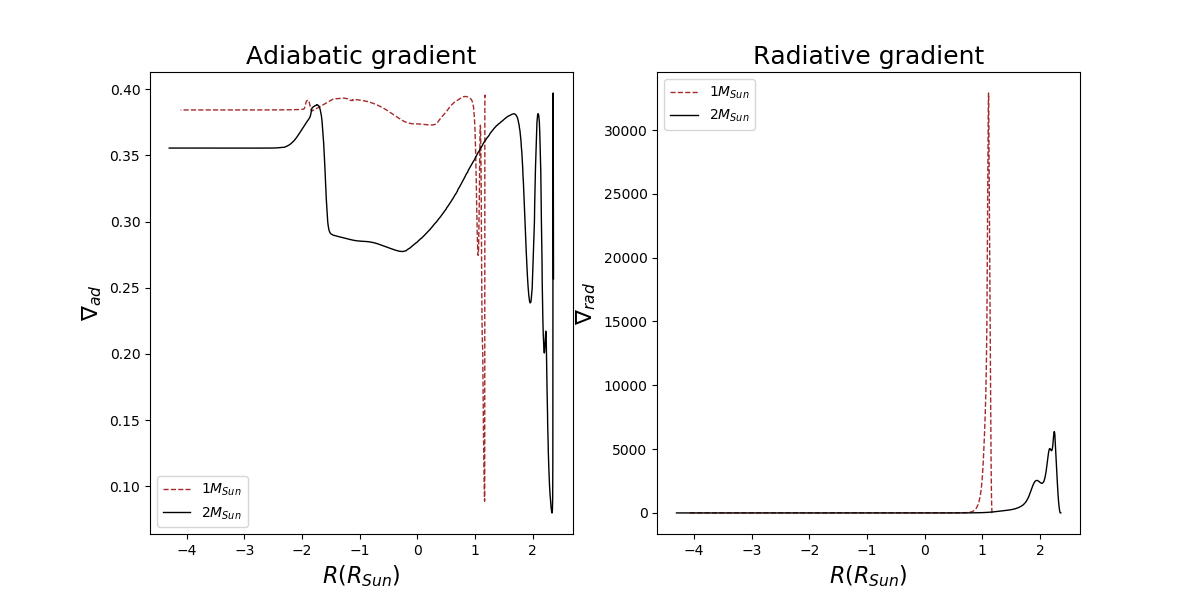 Adiabatic gradient
0.40
0.35
0.30
0.25
0.20
0.15
0.10
∇ad
1MSun
2MSun
−4 −3 −2 −1 0 1 2
R(RSun)
Radiative gradient
1MSun
2MSun
30000
25000
20000
15000
10000
5000
0
∇rad
−4 −3 −2 −1 0 1 2
R(RSun)